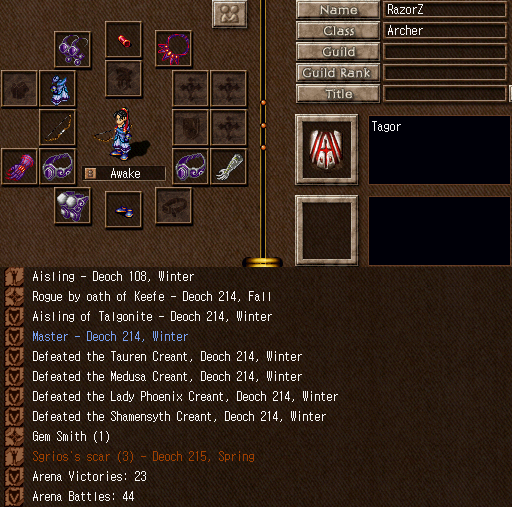 Name RazorZ
Class Archer
Guild
Guild Rank
Title
Tagor
Awake
Aisling - Deoch 108, Winter
Rogue by oath of Keefe - Deoch 214, Fall
Aisling of Talgonite - Deoch 214, Winter
Master - Deoch 214, Winter
Defeated the Tauren Creant, Deoch 214, Winter
Defeated the Medusa Creant, Deoch 214, Winter
Defeated the Lady Phoenix Creant, Deoch 214, Winter
Defeated the Shamensyth Creant, Deoch 214, Winter
Gem Smith (1)
Sgrios's scar (3) - Deoch 215, Spring
Arena Victories: 23
Arena Battles: 44